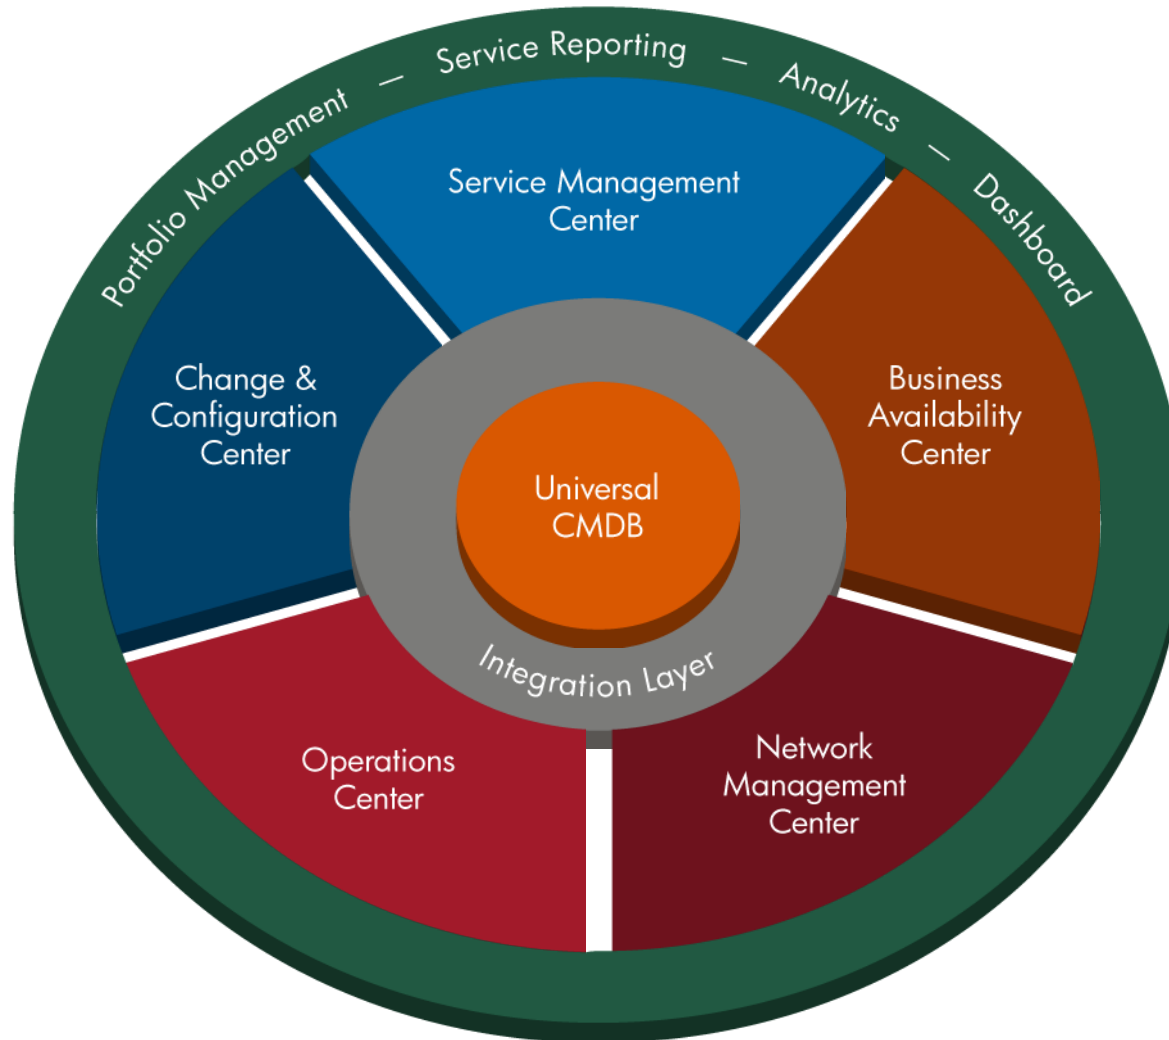 Portfolio Management — Service Reporting — Analytics — Dashboard
Service Management
Center
Change &
Configuration
Center
Business
Availability
Center
Universal
CMDB
Integration Layer
Operations
Center
Network
Management
Center